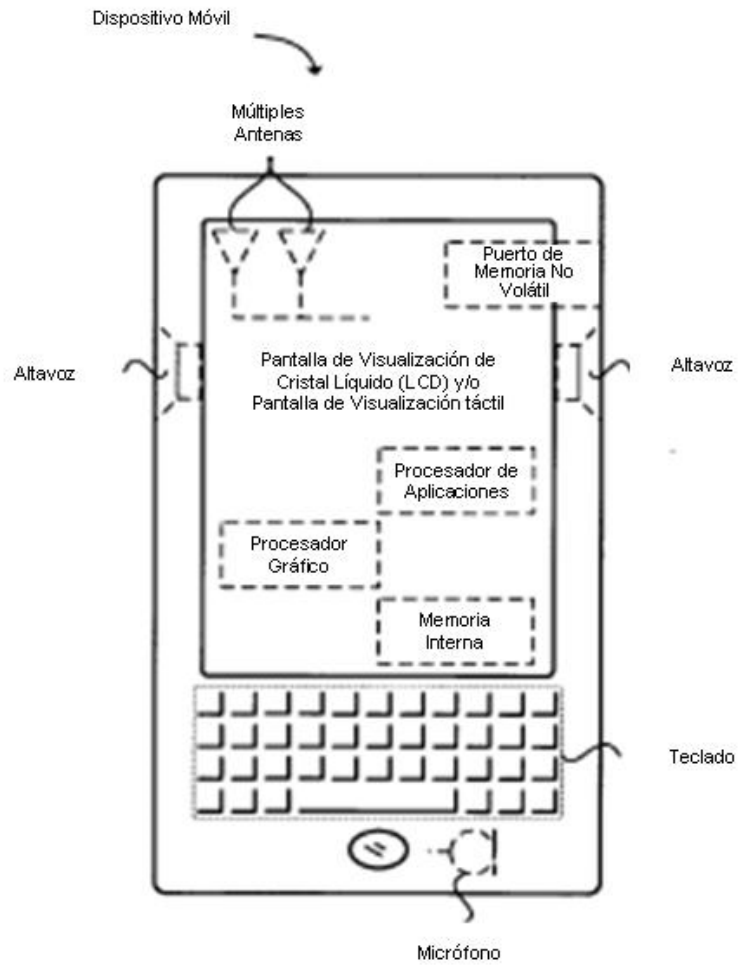 Dispositivo Móvil
Múltiples
Antenas
Puerto de
Memoria No
Volátil
Altavoz
Pantalla de Visualización de
Cristal Líquido (LCD) y/o
Pantalla de Visualización táctil
Altavoz
Procesador de
Aplicaciones
Procesador
Gráfico
Memoria
Interna
Teclado
Micrófono